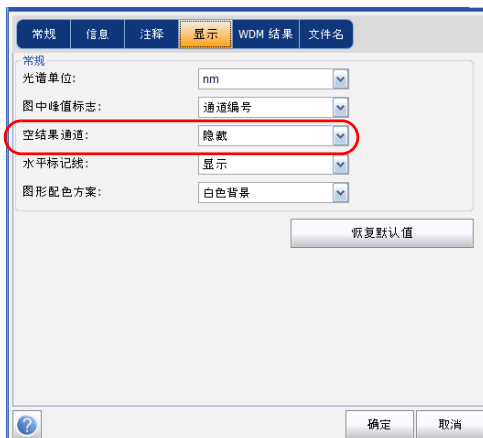 常规 信息 注释 显示 WDM 结果 文件名
常规
光谱单位: nm
图中峰值标志: 通道编号
空结果通道: 隐藏
水平标记线: 显示
图形配色方案: 白色背景
恢复默认值
? 确定 取消